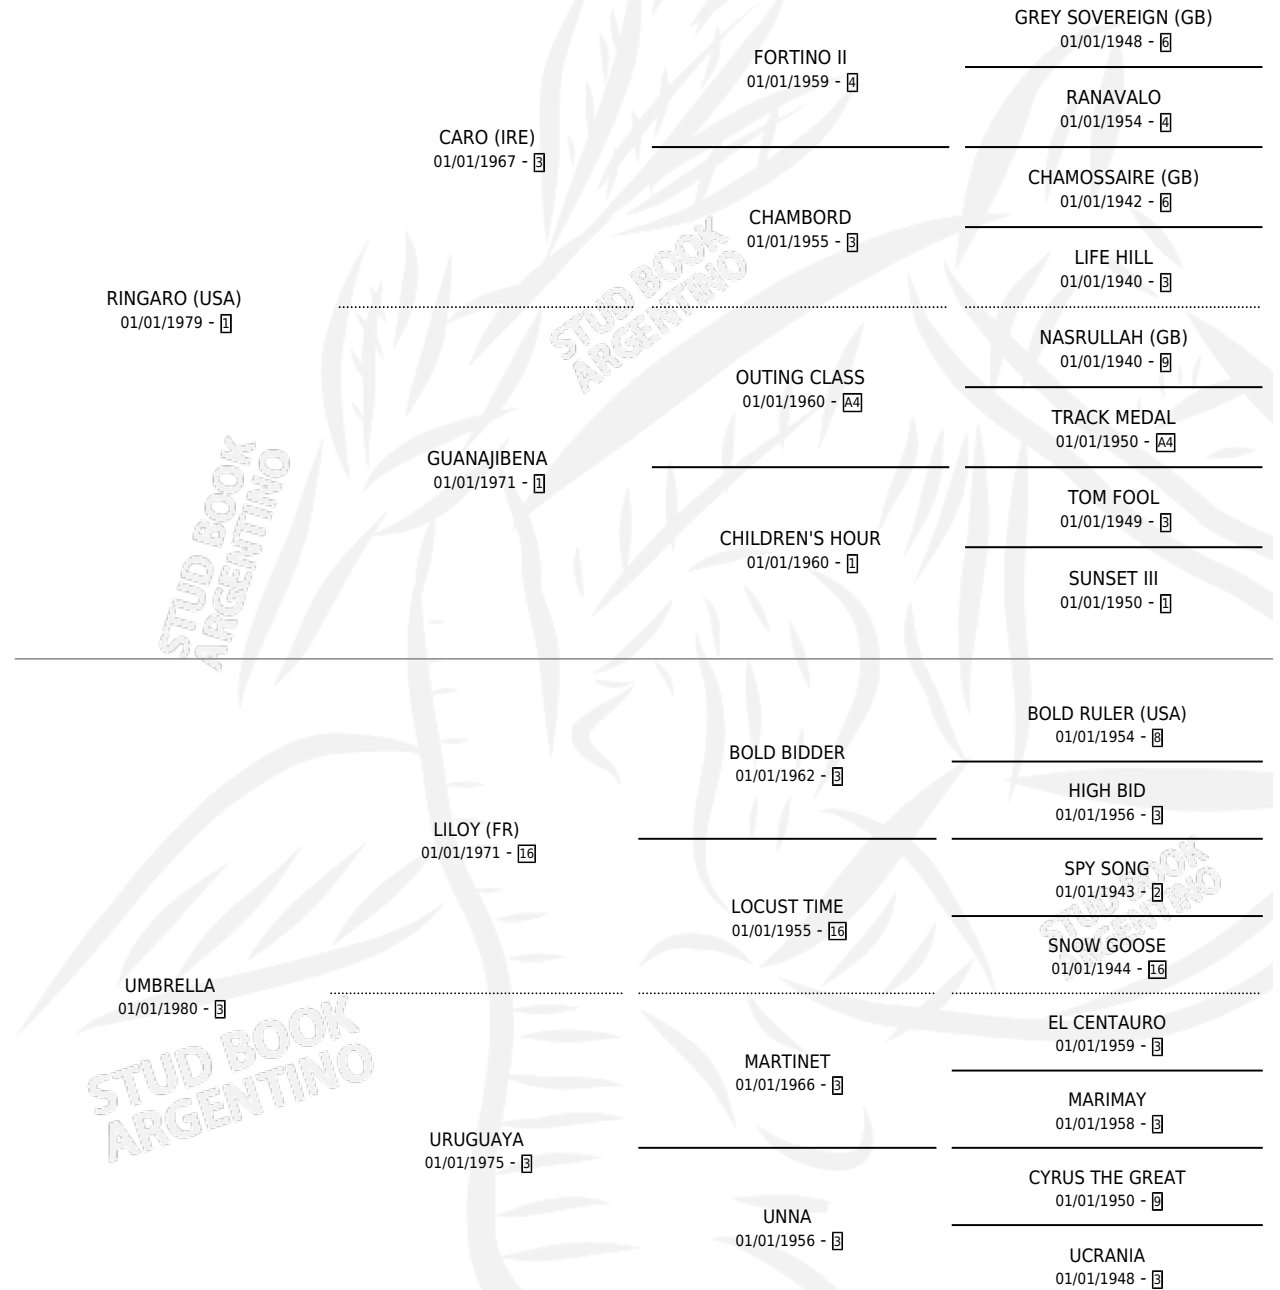 GREY SOVEREIGN (GB)
01/01/1948 - 6
FORTINO II
01/01/1959 - 4
RANAVALO
01/01/1954 - 4
CARO (IRE)
01/01/1967 - 3
CHAMOSSAIRE (GB)
01/01/1942 - 6
CHAMBORD
01/01/1955 - 3
LIFE HILL
01/01/1940 - 3
RINGARO (USA)
01/01/1979 - 1
NASRULLAH (GB)
01/01/1940 - 9
OUTING CLASS
01/01/1960 - A4
TRACK MEDAL
01/01/1950 - A4
GUANAJIBENA
01/01/1971 - 1
TOM FOOL
01/01/1949 - 3
CHILDREN'S HOUR
01/01/1960 - 1
SUNSET III
01/01/1950 - 1
BOLD RULER (USA)
01/01/1954 - 8
BOLD BIDDER
01/01/1962 - 3
HIGH BID
01/01/1956 - 3
LILOY (FR)
01/01/1971 - 16
SPY SONG
01/01/1943 - 2
LOCUST TIME
01/01/1955 - 16
SNOW GOOSE
01/01/1944 - 16
UMBRELLA
01/01/1980 - 3
EL CENTAURO
01/01/1959 - 3
MARTINET
01/01/1966 - 3
MARIMAY
01/01/1958 - 3
URUGUAYA
01/01/1975 - 3
CYRUS THE GREAT
01/01/1950 - 9
UNNA
01/01/1956 - 3
UCRANIA
01/01/1948 - 3
STUD BOOK
ARGENTINO
STUD BOOK
ARGENTINO
STUD BOOK
ARGENTINO
STUD BOOK
ARGENTINO